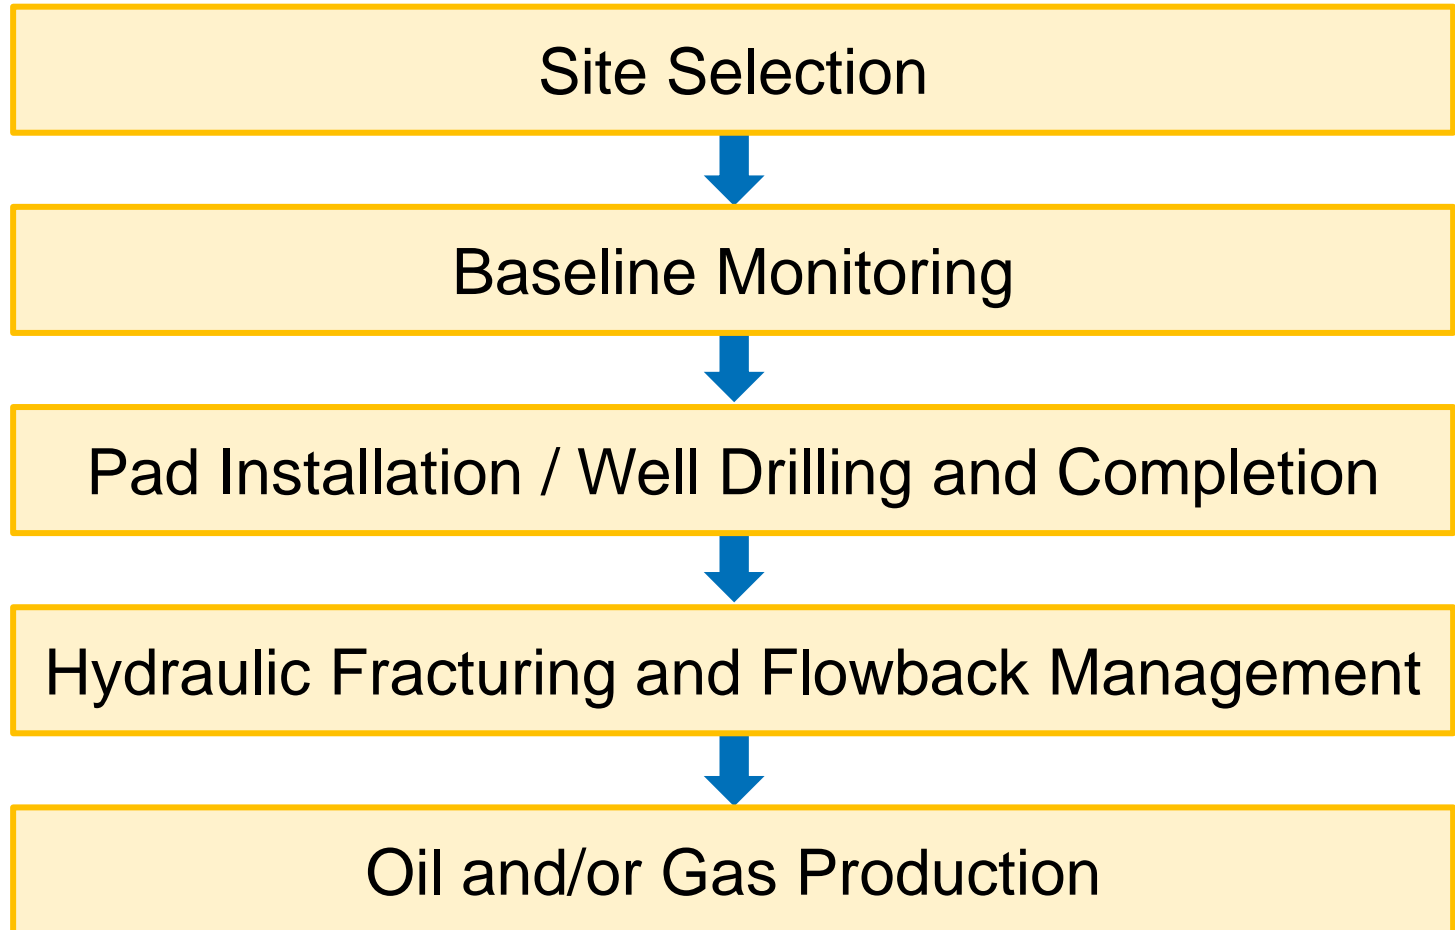 Site Selection
Baseline Monitoring
Pad Installation / Well Drilling and Completion
Hydraulic Fracturing and Flowback Management
Oil and/or Gas Production